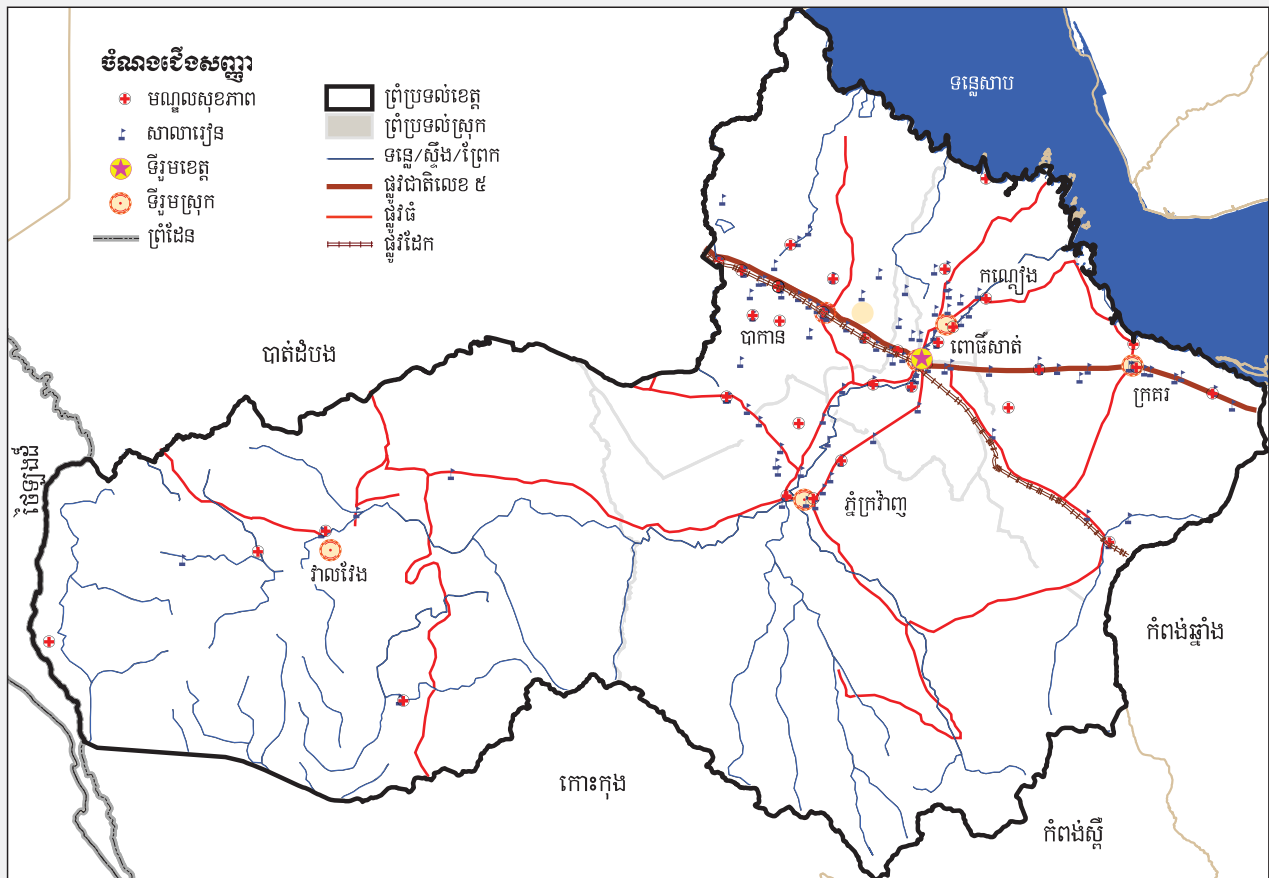 ចំណងជើងសញ្ញា
មណ្ឌលសុខភាព
សាលារៀន
ទីរួមខេត្ត
ទីរួមស្រុក
ព្រំដែន
ព្រំប្រទល់ខេត្ត
ព្រំប្រទល់ស្រុក
ទន្លេ/ស្ទឹង/ព្រែក
ផ្លូវជាតិលេខ ៥
ផ្លូវធំ
ផ្លូវដែក
ទន្លេសាប
កណ្តៀង
បាកាន
ពោធិ៍សាត់
បាត់ដំបង
ក្រគរ
ភ្នំក្រវ៉ាញ
វាលវែង
កំពង់ឆ្នាំង
កោះកុង
កំពង់ស្ពឺ